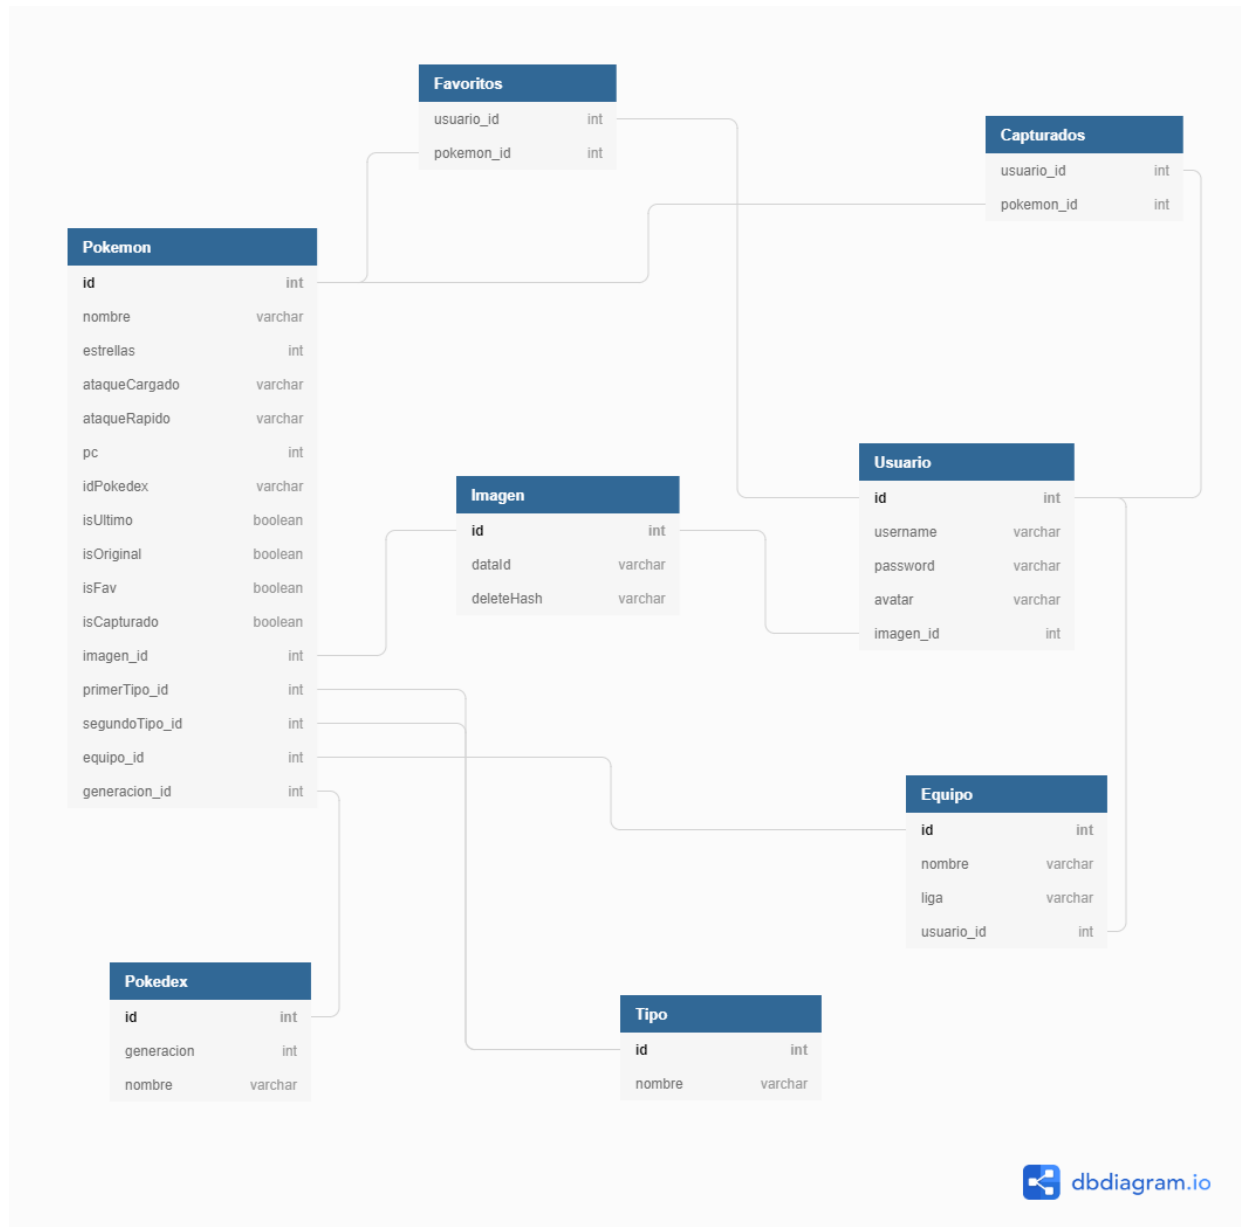 Favoritos
usuario_id int
pokemon_id int
Capturados
usuario_id int
pokemon_id int
Pokemon
id int
nombre varchar
estrellas int
ataqueCargado varchar
ataqueRapido varchar
pc int
idPokedex varchar
isUltimo boolean
isOriginal boolean
isFav boolean
isCapturado boolean
imagen_id int
primerTipo_id int
segundoTipo_id int
equipo_id int
generacion_id int
Imagen
id int
dataId varchar
deleteHash varchar
Usuario
id int
username varchar
password varchar
avatar varchar
imagen_id int
Equipo
id int
nombre varchar
liga varchar
usuario_id int
Pokedex
id int
generacion int
nombre varchar
Tipo
id int
nombre varchar
dbdiagram.io